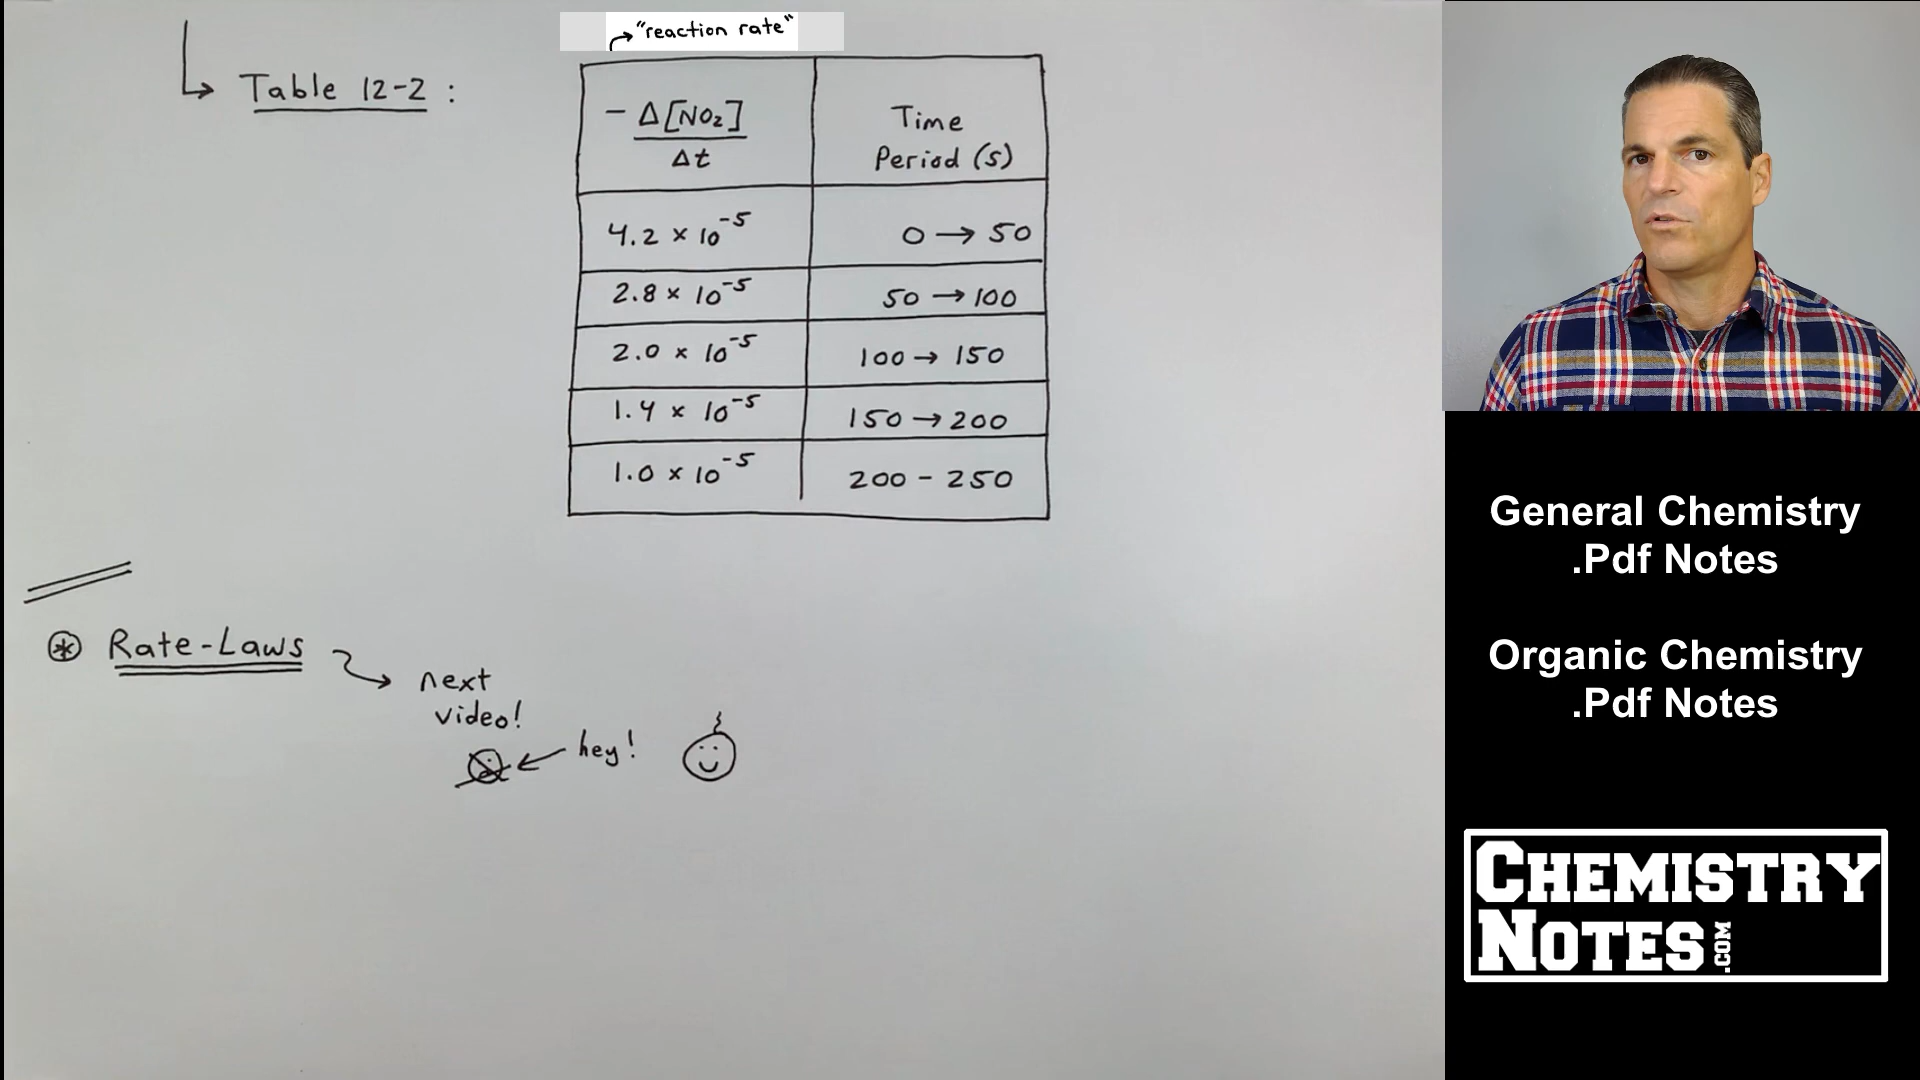 "reaction rate"
Table 12-2 :
- Δ[NO₂] / Δt
Time
Period (s)
4.2 × 10⁻⁵ 0 → 50
2.8 × 10⁻⁵ 50 → 100
2.0 × 10⁻⁵ 100 → 150
1.4 × 10⁻⁵ 150 → 200
1.0 × 10⁻⁵ 200 - 250
Rate-Laws
next
video!
hey!
General Chemistry
.Pdf Notes
Organic Chemistry
.Pdf Notes
CHEMISTRY
NOTES.COM